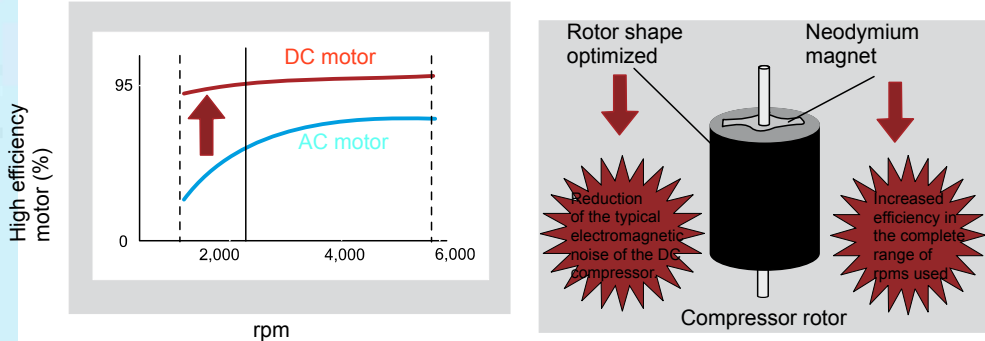 High efficiency
motor (%)
95
0
DC motor
AC motor
2,000
4,000
6,000
rpm
Rotor shape
optimized
Neodymium
magnet
Reduction
of the typical
electromagnetic
noise of the DC
compressor.
Increased
efficiency in
the complete
range of
rpms used
Compressor rotor